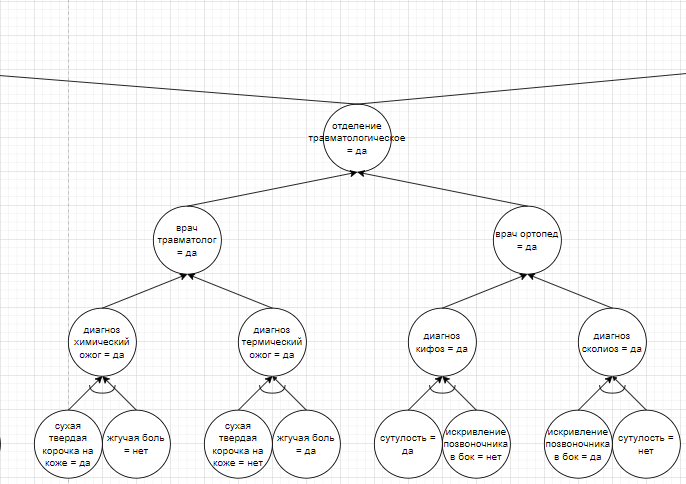 отделение
травматологическое
= да
врач
травматолог
= да
врач ортопед
= да
диагноз
химический
ожог = да
диагноз
термический
ожог = да
диагноз
кифоз = да
диагноз
сколиоз = да
сухая
твердая
корочка на
коже = да
жгучая боль
= нет
сухая
твердая
корочка на
коже = нет
жгучая боль
= да
сутулость =
да
искривление
позвоночника
в бок = нет
искривление
позвоночника
в бок = да
сутулость =
нет